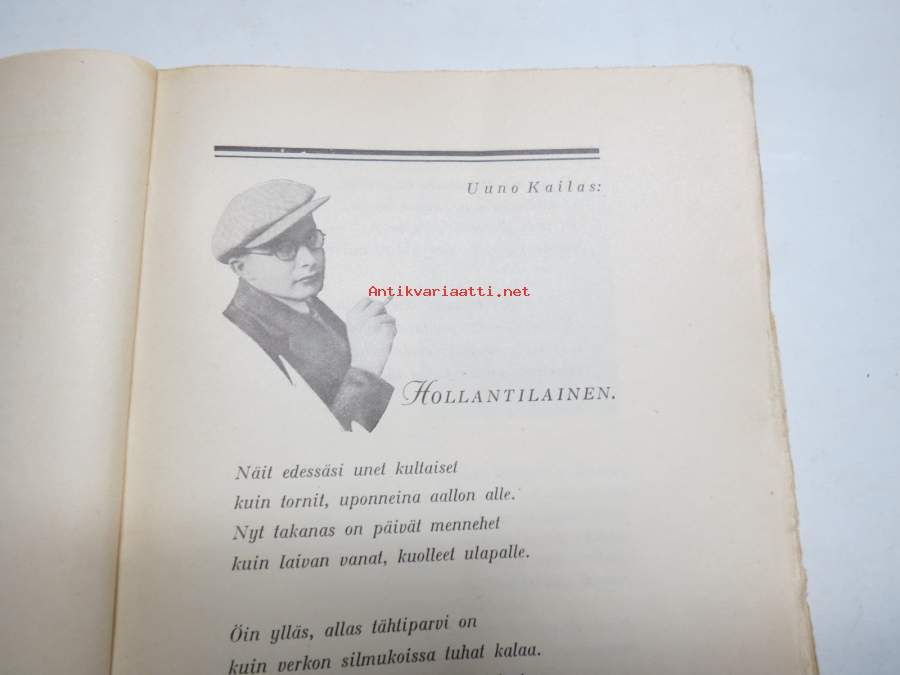 Uuno Kailas:
Antikvariaatti.net
HOLLANTILAINEN.
Näit edessäsi unet kultaiset
kuin tornit, uponneina aallon alle.
Nyt takanas on päivät mennehet
kuin laivan vanat, kuolleet ulapalle.
Öin ylläs, allas tähtiparvi on
kuin verkon silmukoissa tuhat kalaa.